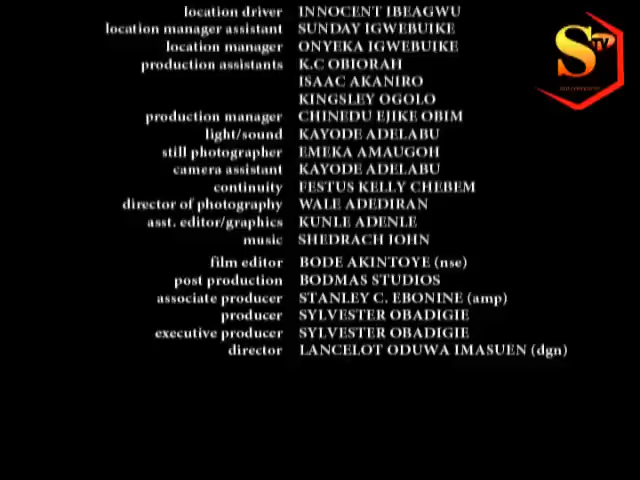 location driver INNOCENT IBEAGWU
location manager assistant SUNDAY IGWEBUIKE
location manager ONYEKA IGWEBUIKE
production assistants K.C OBIORAH
ISAAC AKANIRO
KINGSLEY OGOLO
production manager CHINEDU EJIKE OBIM
light/sound KAYODE ADELABU
still photographer EMEKA AMAUGOH
camera assistant KAYODE ADELABU
continuity FESTUS KELLY CHEBEM
director of photography WALE ADEDIRAN
asst. editor/graphics KUNLE ADENLE
music SHEDRACH JOHN
film editor BODE AKINTOYE (nse)
post production BODMAS STUDIOS
associate producer STANLEY C. EBONINE (amp)
producer SYLVESTER OBADIGIE
executive producer SYLVESTER OBADIGIE
director LANCELOT ODUWA IMASUEN (dgn)
STV